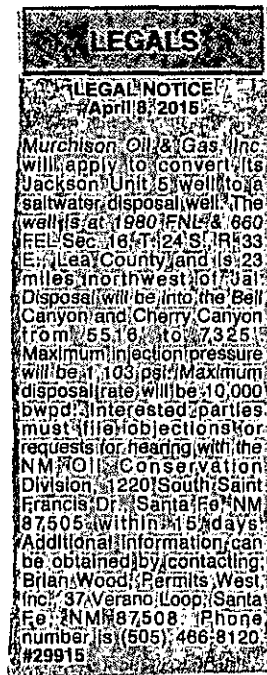 LEGALS
LEGAL NOTICE
April 8, 2015
Murchison Oil & Gas, Inc
will apply to convert its
Jackson Unit 5 well to a
saltwater disposal well. The
well is at 1980 FNL & 660
FEL Sec. 16, T. 24 S., R. 33
E., Lea County and is 23
miles northwest of Jal.
Disposal will be into the Bell
Canyon and Cherry Canyon
from 5516' to 7325'.
Maximum injection pressure
will be 1,103 psi. Maximum
disposal rate will be 10,000
bwpd. Interested parties
must file objections or
requests for hearing with the
NM Oil Conservation
Division, 1220 South Saint
Francis Dr., Santa Fe, NM
87505 within 15 days.
Additional information can
be obtained by contacting:
Brian Wood, Permits West,
Inc., 37 Verano Loop, Santa
Fe, NM 87508. Phone
number is (505) 466-8120.
#29915